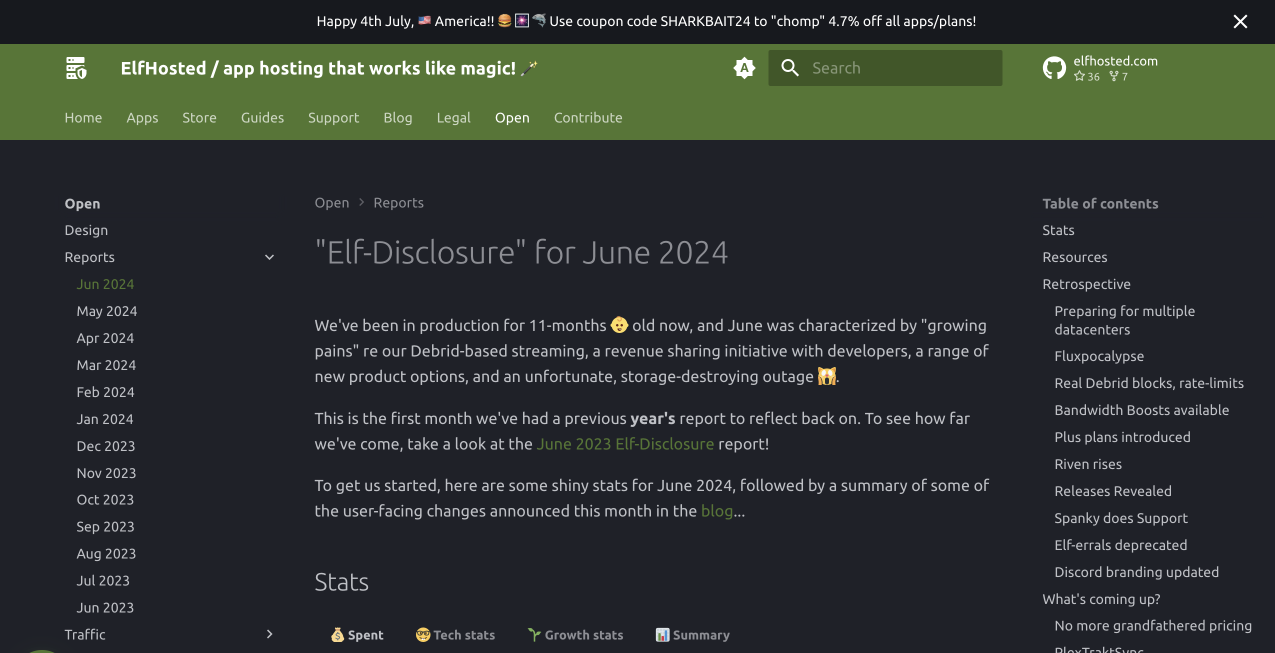 Happy 4th July, 🇺🇸 America!! 🍔🎆🦈 Use coupon code SHARKBAIT24 to "chomp" 4.7% off all apps/plans!
ElfHosted / app hosting that works like magic! 🪄
A
Search
elfhosted.com
36 7
Home Apps Store Guides Support Blog Legal Open Contribute
Open
Design
Reports
Jun 2024
May 2024
Apr 2024
Mar 2024
Feb 2024
Jan 2024
Dec 2023
Nov 2023
Oct 2023
Sep 2023
Aug 2023
Jul 2023
Jun 2023
Traffic
Open > Reports
"Elf-Disclosure" for June 2024
We've been in production for 11-months 👶 old now, and June was characterized by "growing
pains" re our Debrid-based streaming, a revenue sharing initiative with developers, a range of
new product options, and an unfortunate, storage-destroying outage 🙀.
This is the first month we've had a previous year's report to reflect back on. To see how far
we've come, take a look at the June 2023 Elf-Disclosure report!
To get us started, here are some shiny stats for June 2024, followed by a summary of some of
the user-facing changes announced this month in the blog...
Stats
💰 Spent 🤓 Tech stats 🌱 Growth stats 📊 Summary
Table of contents
Stats
Resources
Retrospective
Preparing for multiple
datacenters
Fluxpocalypse
Real Debrid blocks, rate-limits
Bandwidth Boosts available
Plus plans introduced
Riven rises
Releases Revealed
Spanky does Support
Elf-errals deprecated
Discord branding updated
What's coming up?
No more grandfathered pricing
PlexTraktSync